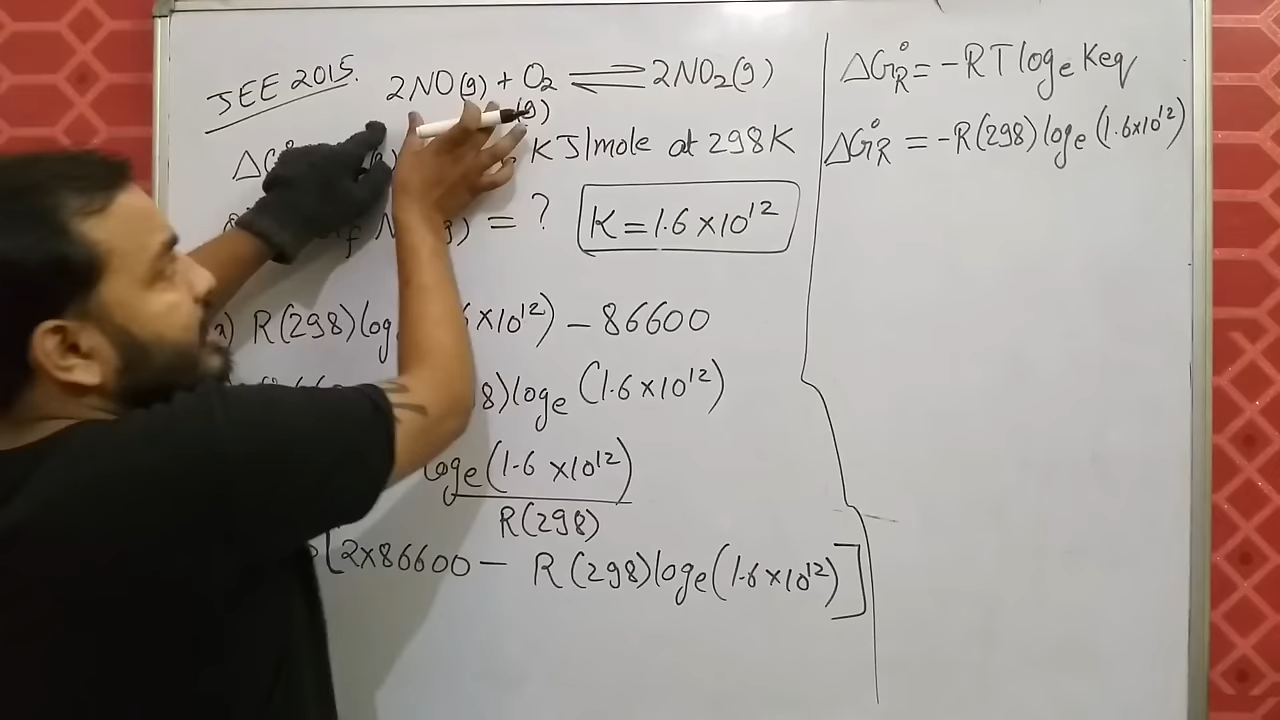 JEE 2015.
2NO(g) + O₂ ⇌ 2NO₂(g)
(g)
KJ/mole at 298K
= ? K = 1.6 × 10¹²
a) R(298) log 6 × 10¹²) – 86600
8) logₑ (1.6 × 10¹²)
logₑ (1.6 × 10¹²)
R(298)
[2×86600 – R(298) logₑ (1.6 × 10¹²)]
ΔG°R = -RT logₑ Keq
ΔG°R = -R(298) logₑ (1.6×10¹²)